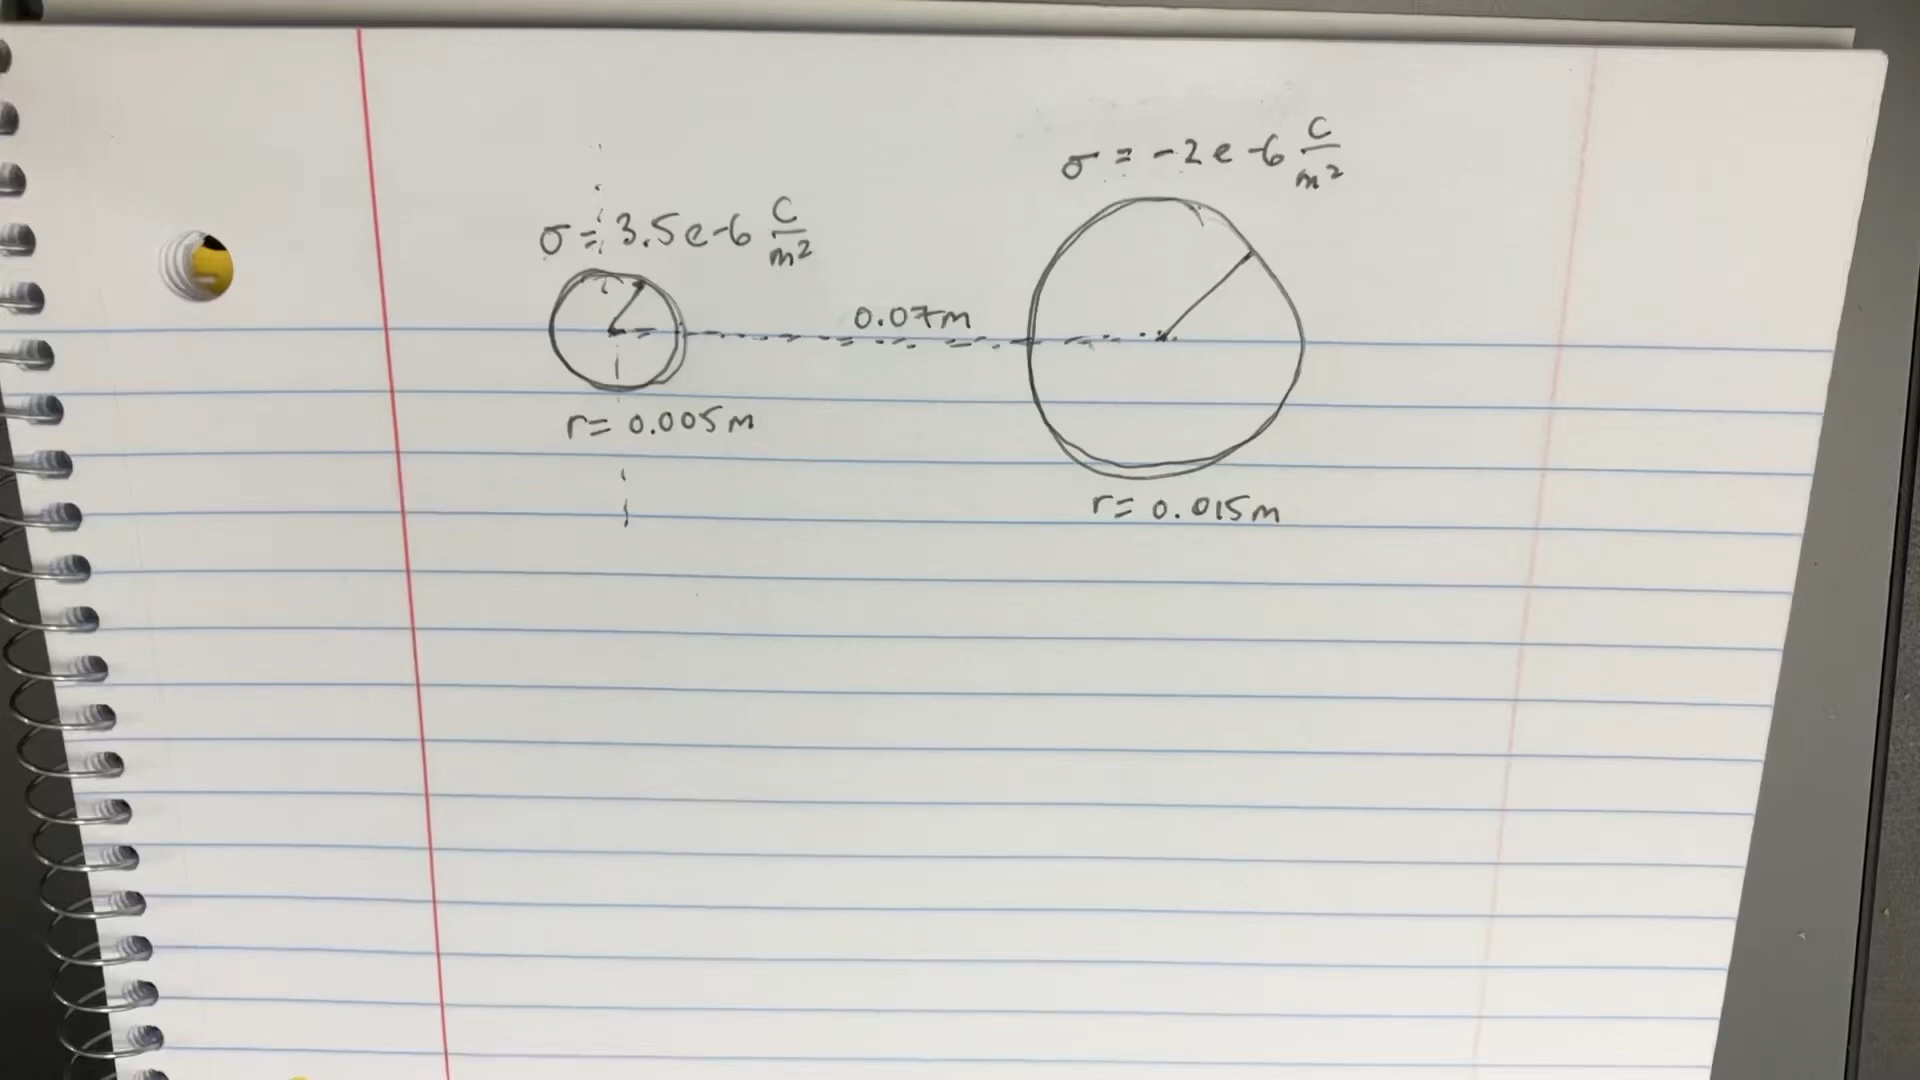 σ = -2e-6 C/m²
σ = 3.5e-6 C/m²
0.07m
r= 0.005m
r= 0.015m